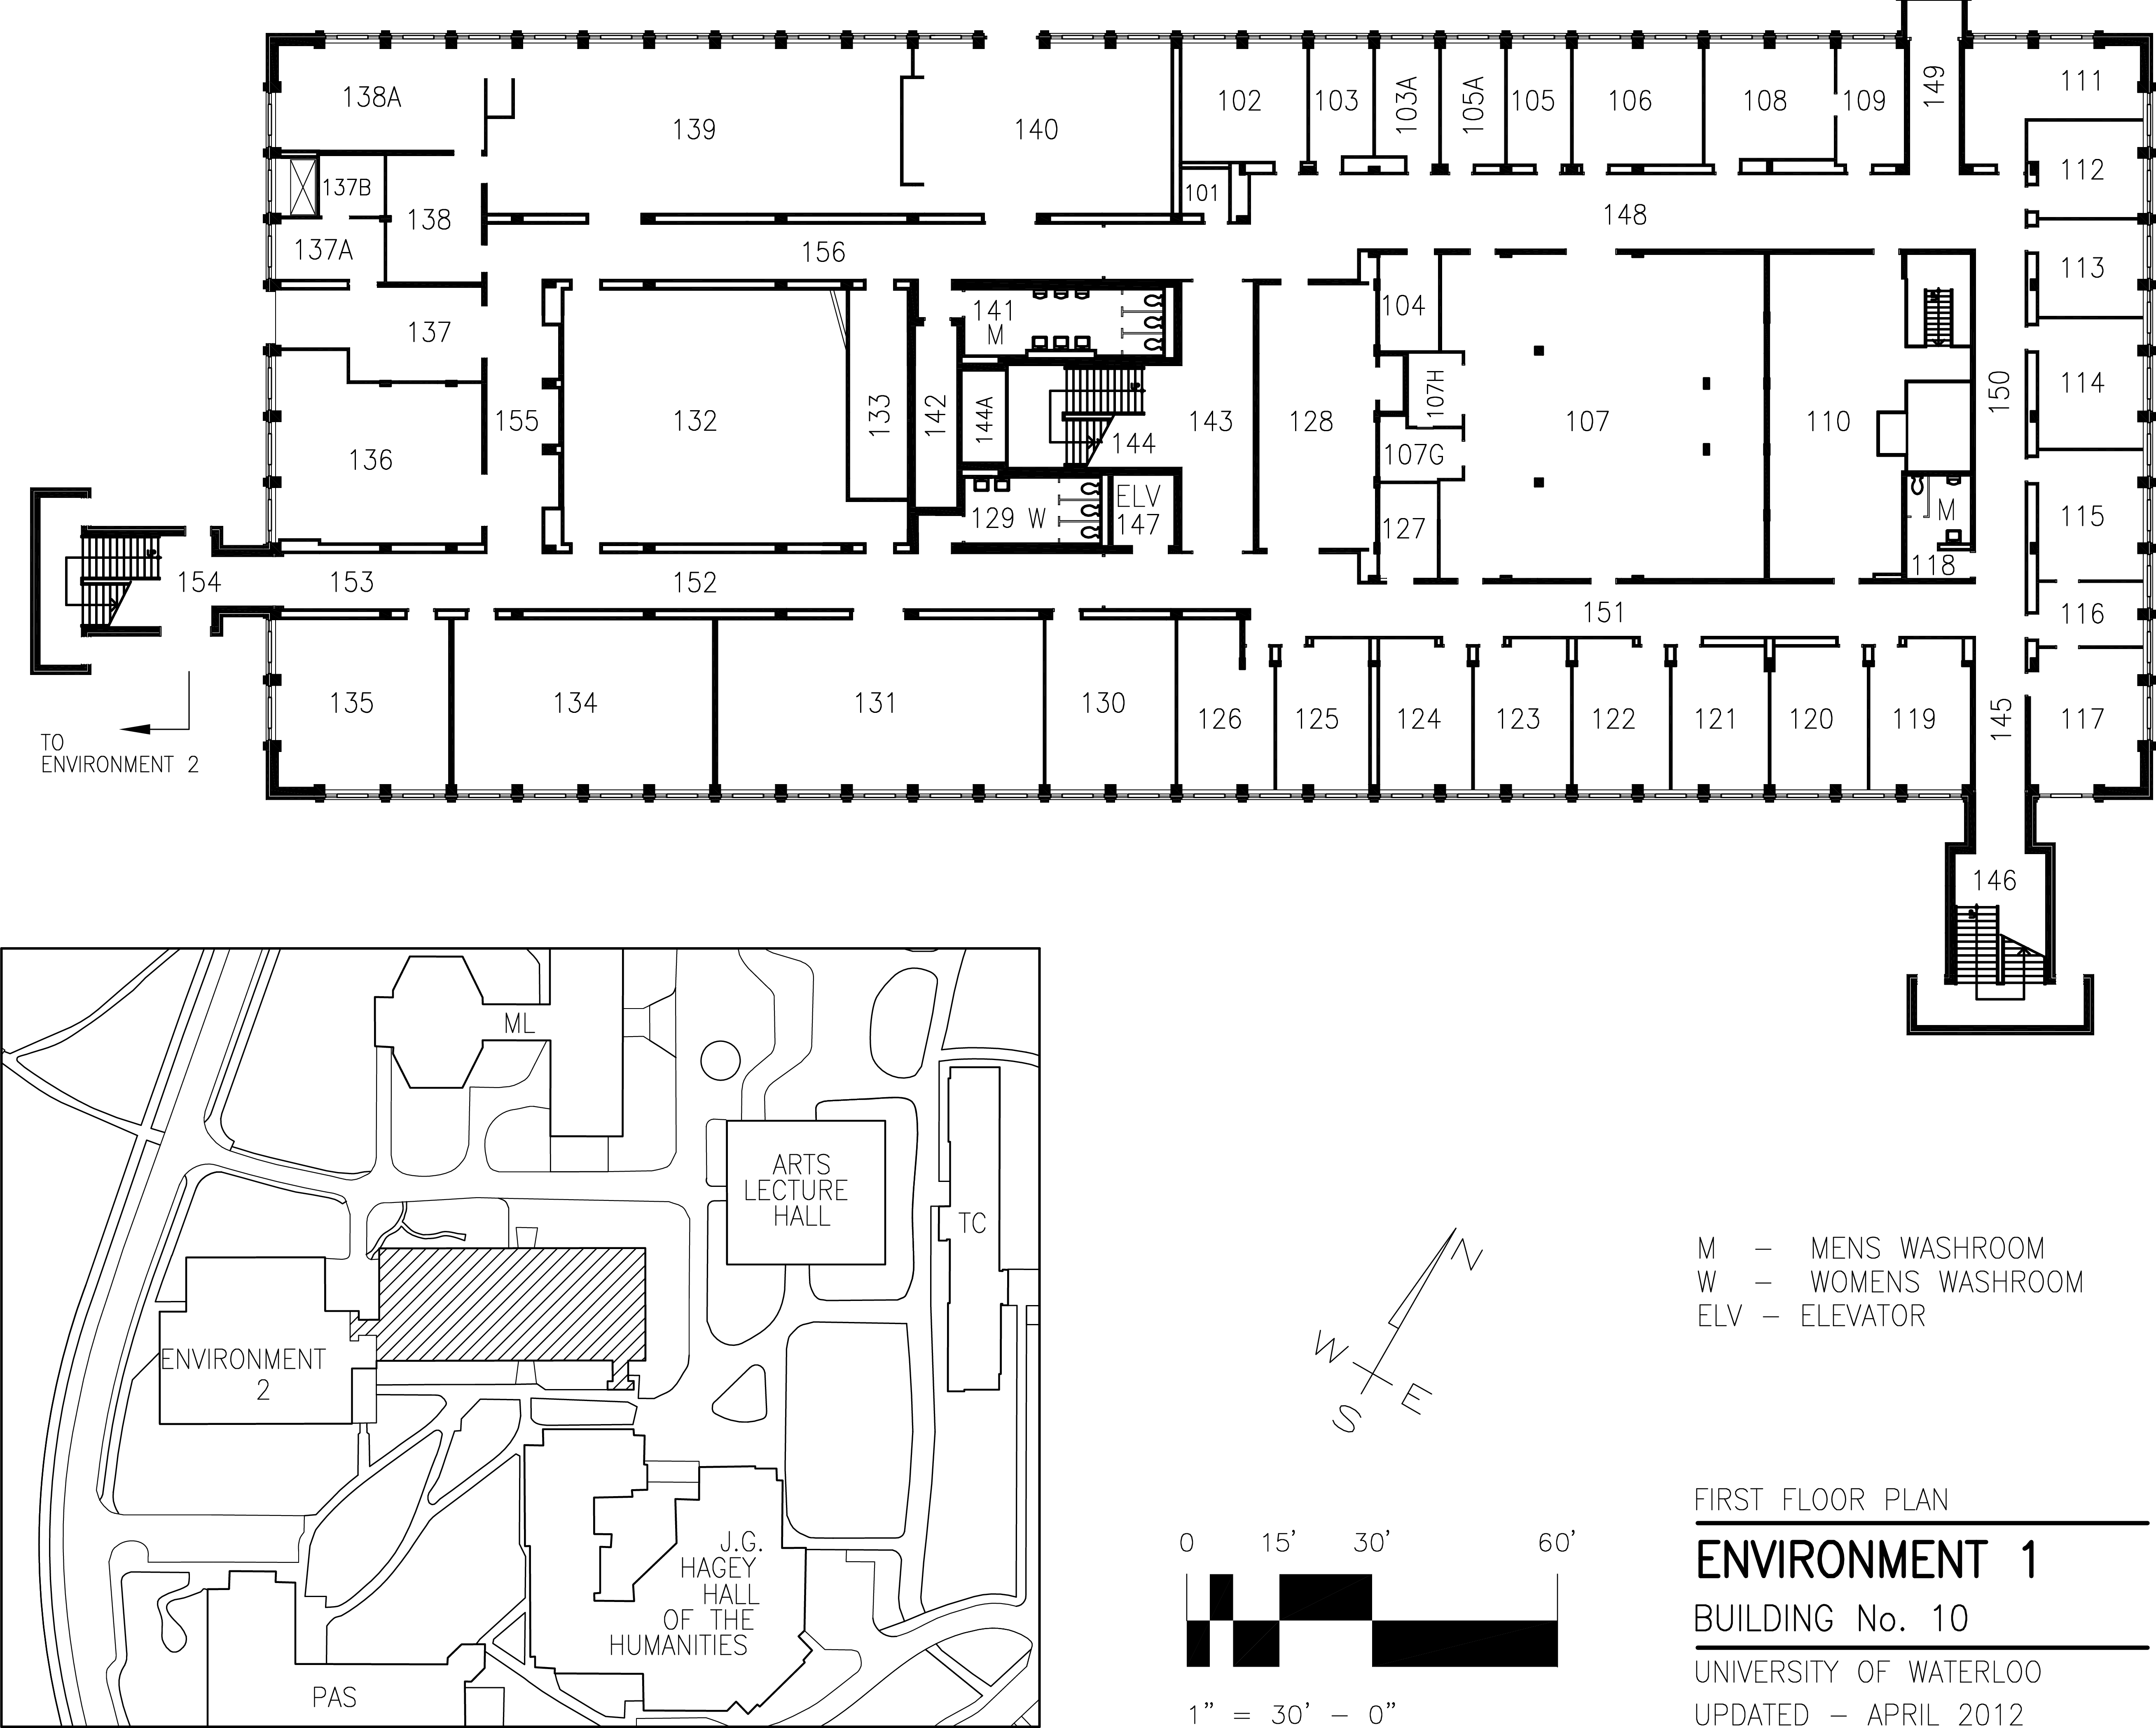 138A
139
140
102
103
103A
105A
105
106
108
109
149
111
137B
138
137A
101
112
148
156
113
137
141
M
104
107H
114
150
136
155
132
133
142
144A
144
143
128
107G
107
110
129 W
ELV
147
127
M
118
115
154
153
152
151
116
135
134
131
130
126
125
124
123
122
121
120
119
145
117
TO
ENVIRONMENT 2
146
ML
ARTS
LECTURE
HALL
TC
ENVIRONMENT
2
J.G.
HAGEY
HALL
OF THE
HUMANITIES
PAS
N
W
E
S
M – MENS WASHROOM
W – WOMENS WASHROOM
ELV – ELEVATOR
0 15' 30' 60'
1" = 30' – 0"
FIRST FLOOR PLAN
ENVIRONMENT 1
BUILDING No. 10
UNIVERSITY OF WATERLOO
UPDATED – APRIL 2012